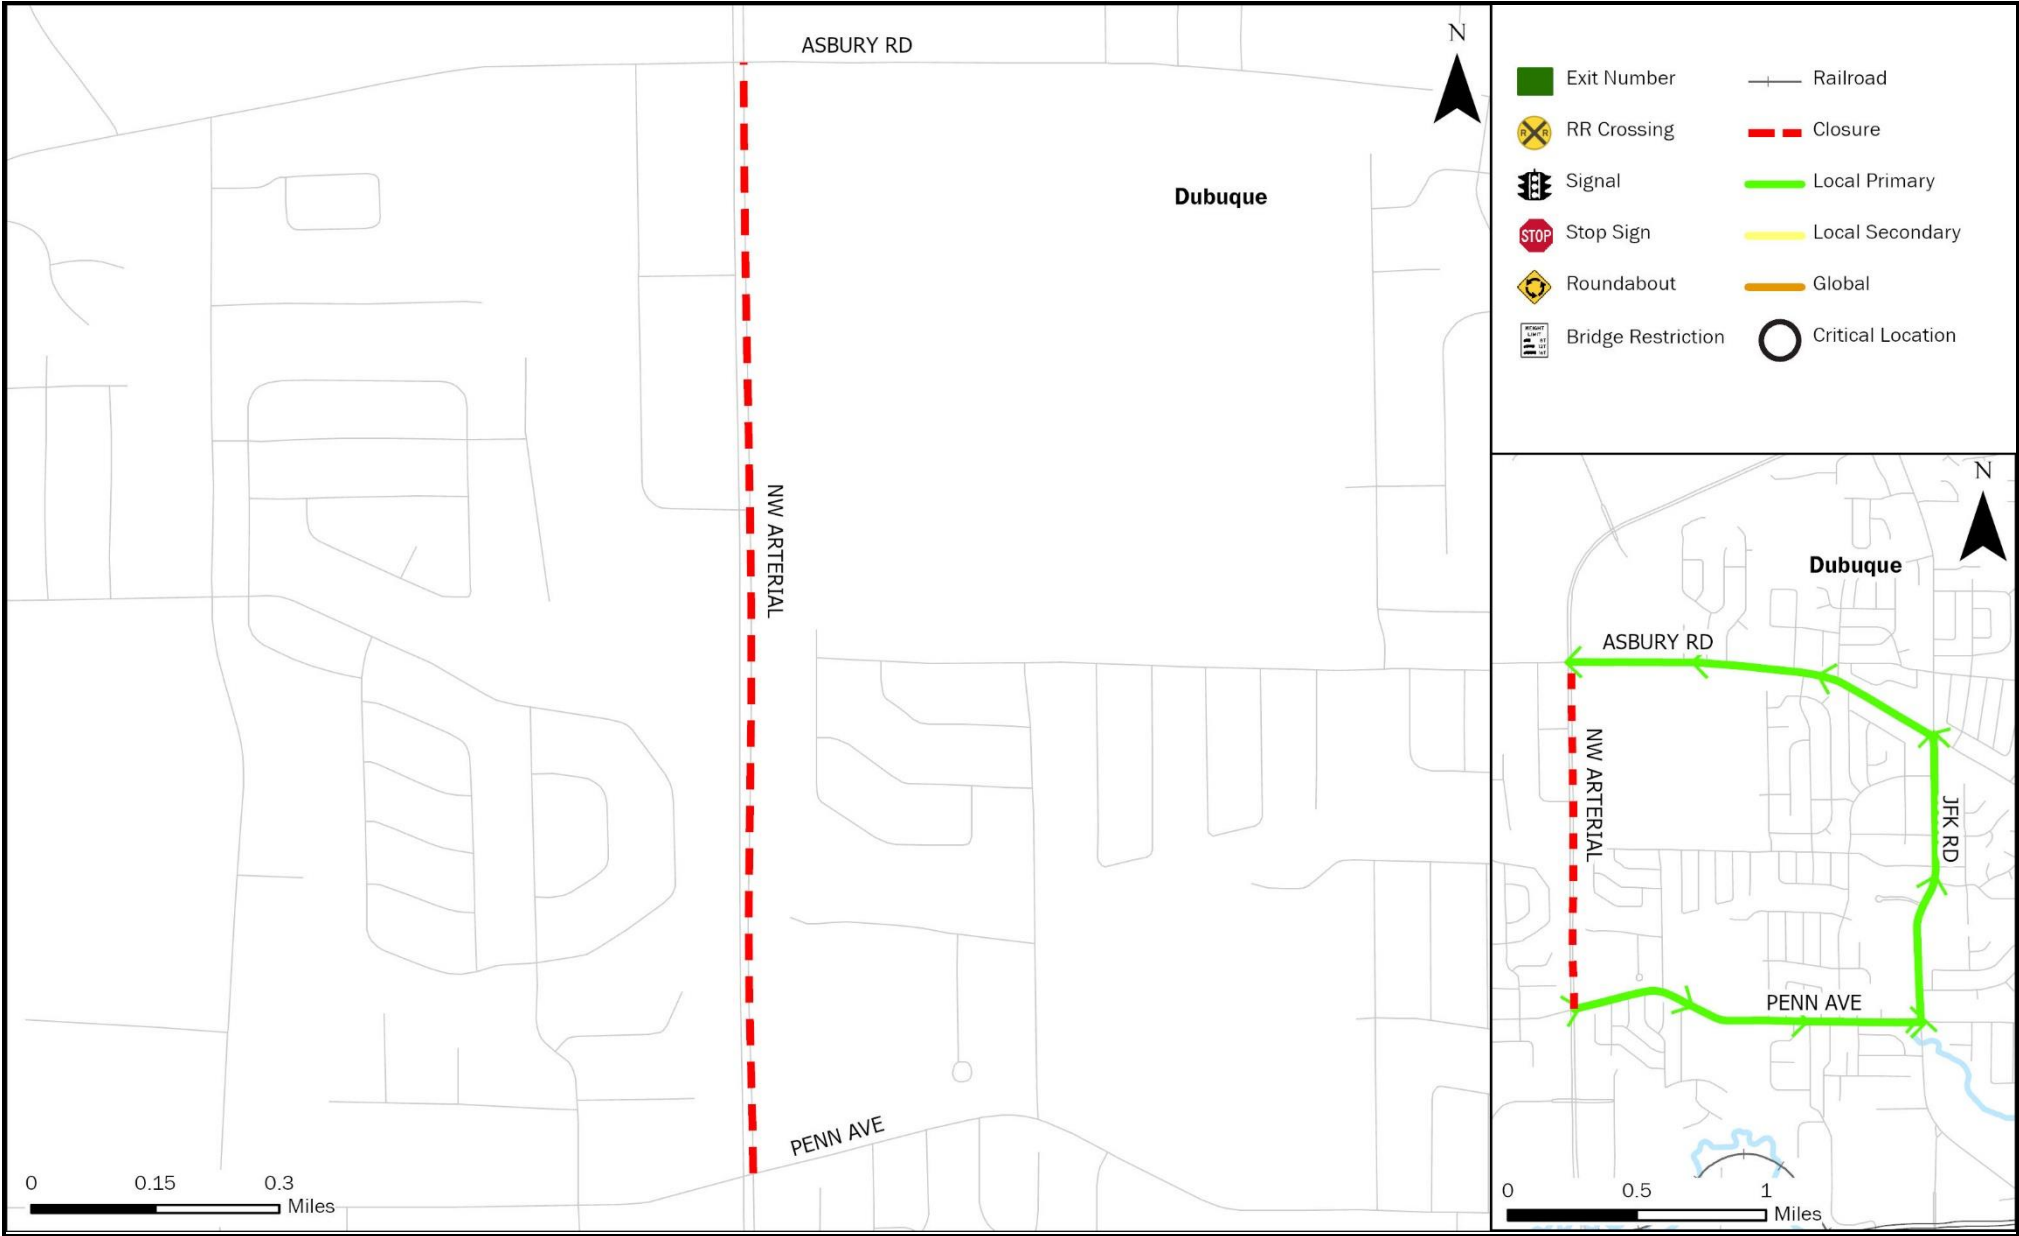 ASBURY RD
N
Dubuque
NW ARTERIAL
PENN AVE
0 0.15 0.3
Miles
Exit Number
Railroad
R R
RR Crossing
Closure
Signal
Local Primary
STOP
Stop Sign
Local Secondary
Roundabout
Global
WEIGHT
LIMIT
Bridge Restriction
Critical Location
N
Dubuque
ASBURY RD
NW ARTERIAL
JFK RD
PENN AVE
0 0.5 1
Miles